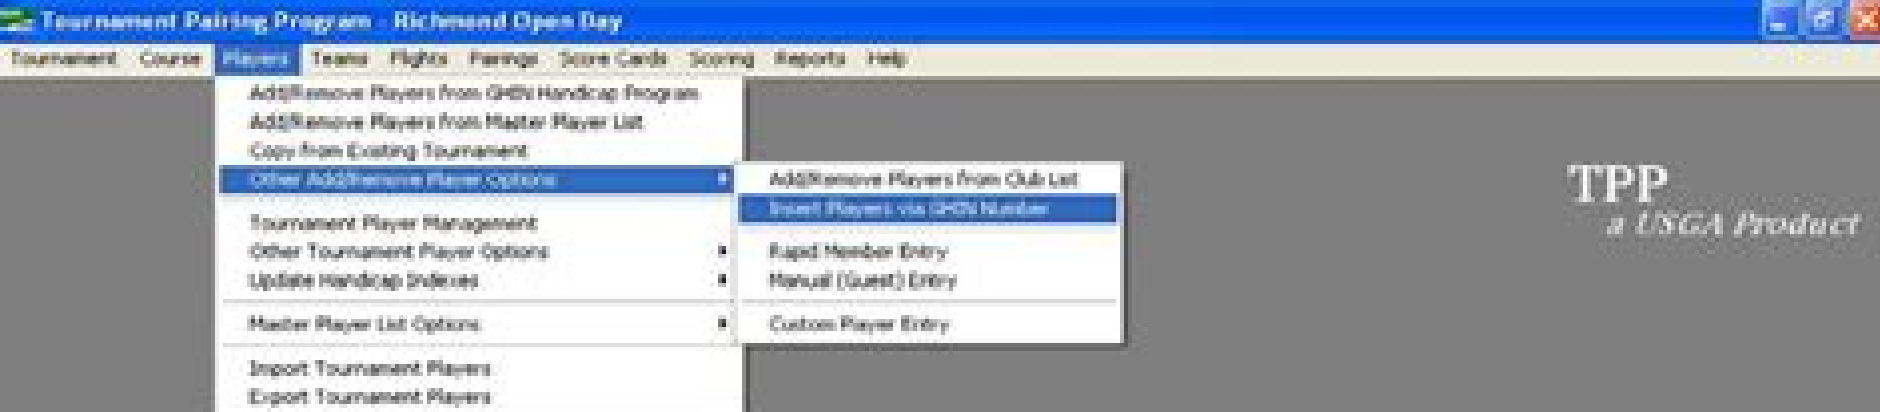 Tournament Pairing Program - Richmond Open Day
Tournament Course Players Teams Flights Pairings Score Cards Scoring Reports Help
Add/Remove Players from GHIN Handicap Program
Add/Remove Players from Master Player List
Copy from Existing Tournament
Other Add/Remove Player Options
Tournament Player Management
Other Tournament Player Options
Update Handicap Indexes
Master Player List Options
Import Tournament Players
Export Tournament Players
Add/Remove Players from Club List
Insert Players via GHIN Number
Rapid Member Entry
Manual (Guest) Entry
Custom Player Entry
TPP
a USGA Product